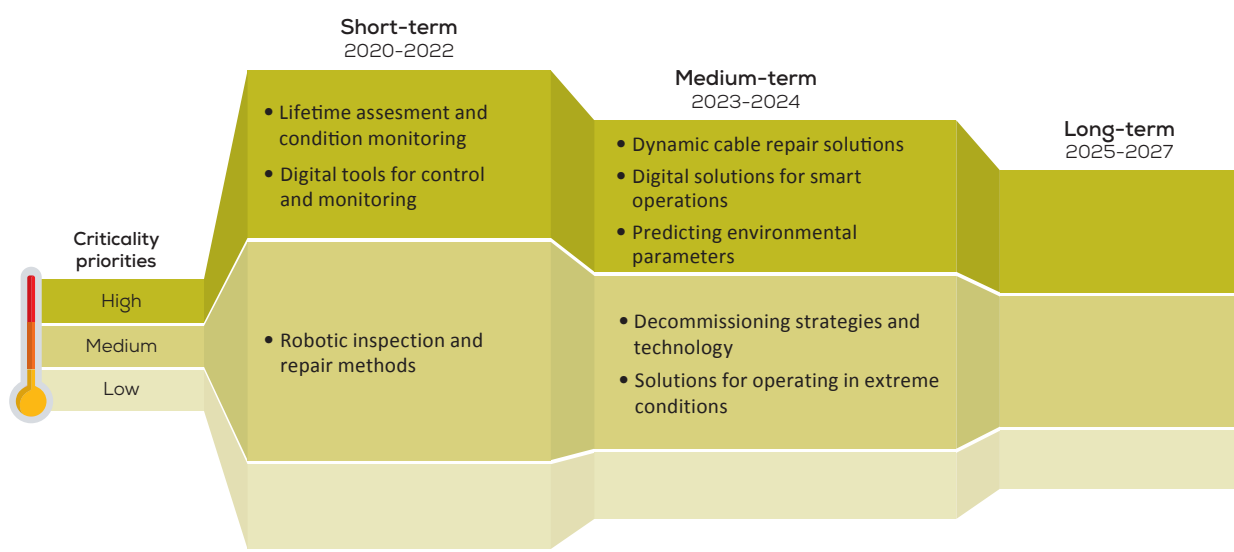 Short-term
2020-2022
• Lifetime assesment and
condition monitoring
• Digital tools for control
and monitoring
• Robotic inspection and
repair methods
Medium-term
2023-2024
• Dynamic cable repair solutions
• Digital solutions for smart
operations
• Predicting environmental
parameters
• Decommissioning strategies and
technology
• Solutions for operating in extreme
conditions
Long-term
2025-2027
Criticality
priorities
High
Medium
Low